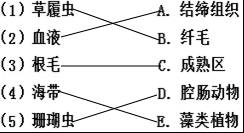 (1) 草履虫 A. 结缔组织
(2) 血液 B. 纤毛
(3) 根毛 C. 成熟区
(4) 海带 D. 腔肠动物
(5) 珊瑚虫 E. 藻类植物